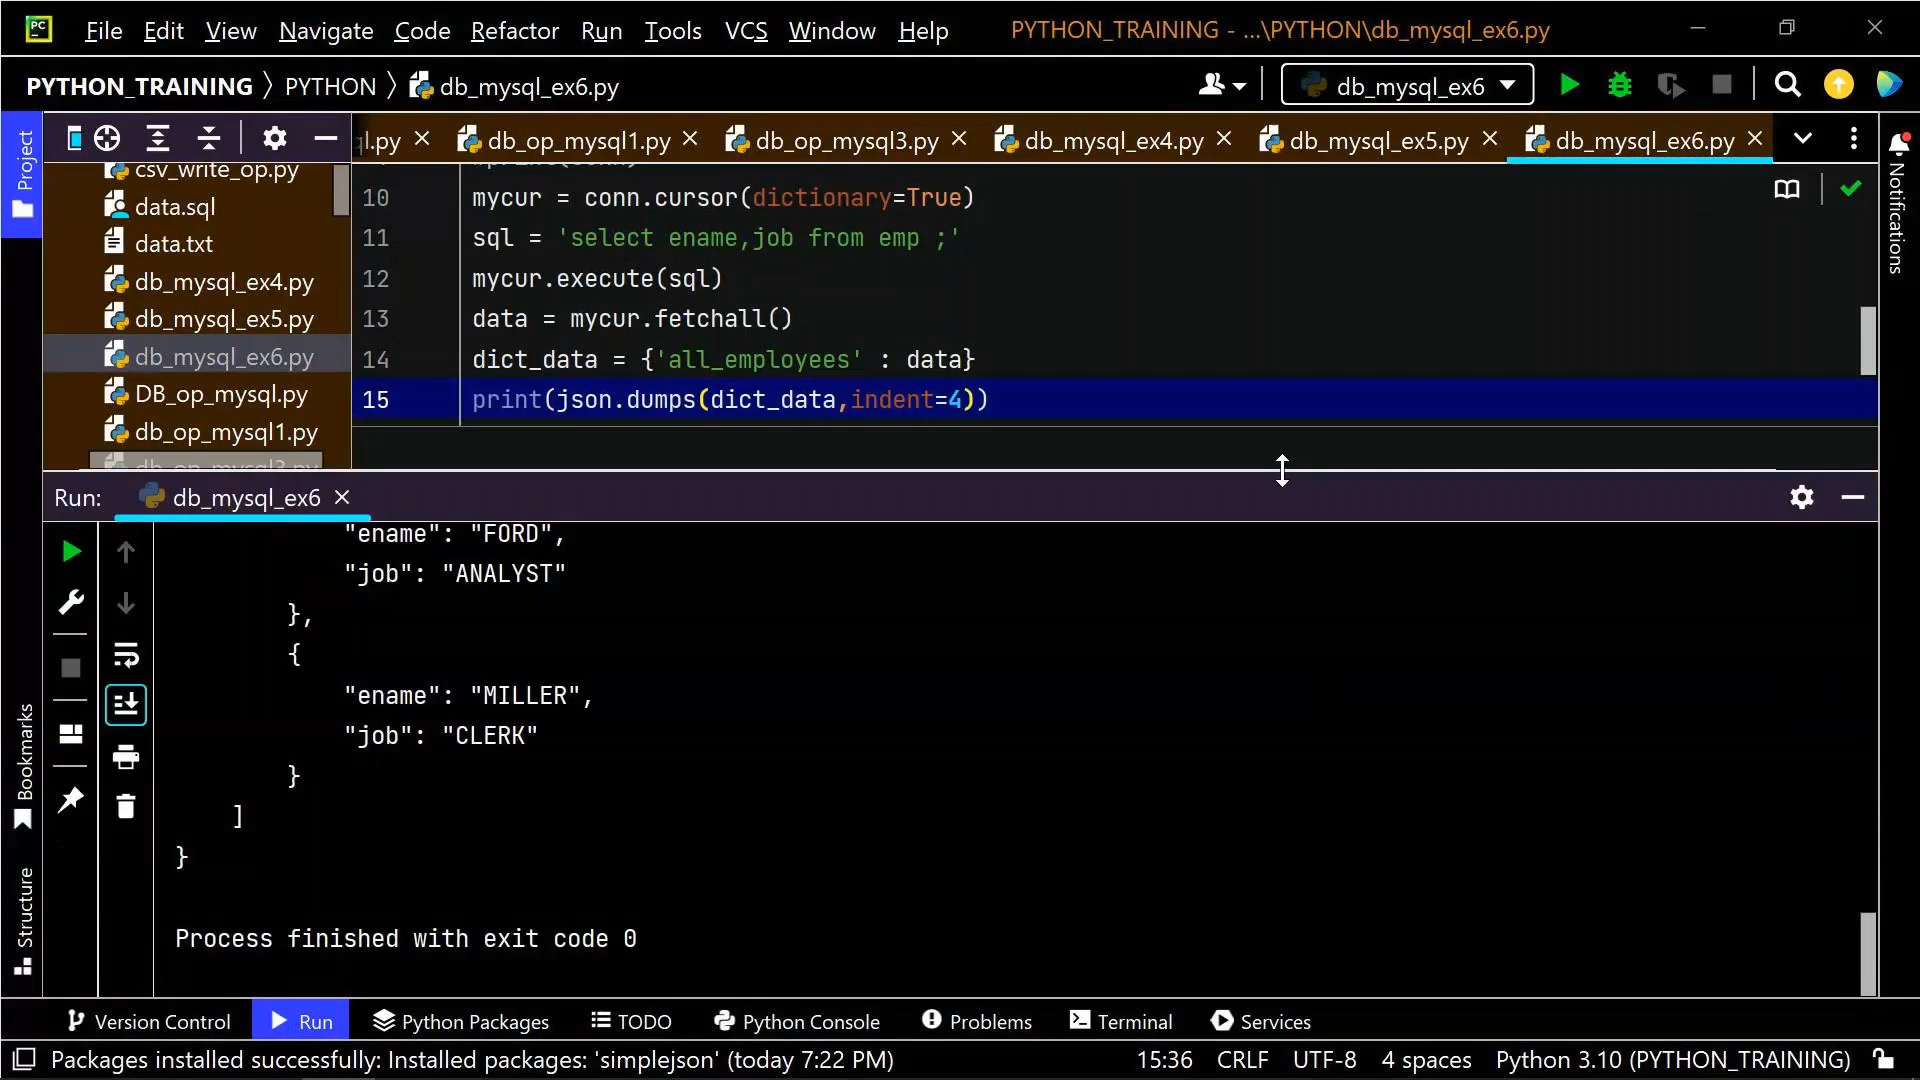 PC File Edit View Navigate Code Refactor Run Tools VCS Window Help PYTHON_TRAINING - ...\PYTHON\db_mysql_ex6.py
PYTHON_TRAINING PYTHON db_mysql_ex6.py db_mysql_ex6
Project
l.py db_op_mysql1.py db_op_mysql3.py db_mysql_ex4.py db_mysql_ex5.py db_mysql_ex6.py
Notifications
csv_write_op.py
data.sql
data.txt
db_mysql_ex4.py
db_mysql_ex5.py
db_mysql_ex6.py
DB_op_mysql.py
db_op_mysql1.py
db_op_mysql3.py
10 mycur = conn.cursor(dictionary=True)
11 sql = 'select ename,job from emp ;'
12 mycur.execute(sql)
13 data = mycur.fetchall()
14 dict_data = {'all_employees' : data}
15 print(json.dumps(dict_data,indent=4))
Run: db_mysql_ex6
"ename": "FORD",
"job": "ANALYST"
},
{
"ename": "MILLER",
"job": "CLERK"
}
]
}
Process finished with exit code 0
Bookmarks
Structure
Version Control Run Python Packages TODO Python Console Problems Terminal Services
Packages installed successfully: Installed packages: 'simplejson' (today 7:22 PM) 15:36 CRLF UTF-8 4 spaces Python 3.10 (PYTHON_TRAINING)